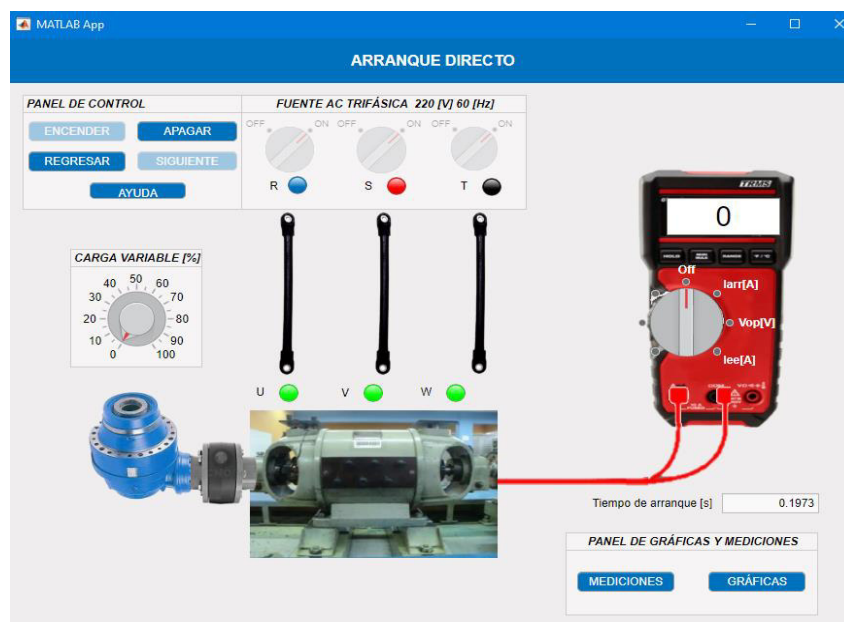 MATLAB App
ARRANQUE DIRECTO
PANEL DE CONTROL
ENCENDER
APAGAR
REGRESAR
SIGUIENTE
AYUDA
FUENTE AC TRIFÁSICA 220 [V] 60 [Hz]
OFF ON OFF ON OFF ON
R S T
CARGA VARIABLE [%]
0 10 20 30 40 50 60 70 80 90 100
U V W
TRMS
0
HOLD
RANGE
Off
Iarr[A]
Vop[V]
Iee[A]
Tiempo de arranque [s] 0.1973
PANEL DE GRÁFICAS Y MEDICIONES
MEDICIONES
GRÁFICAS